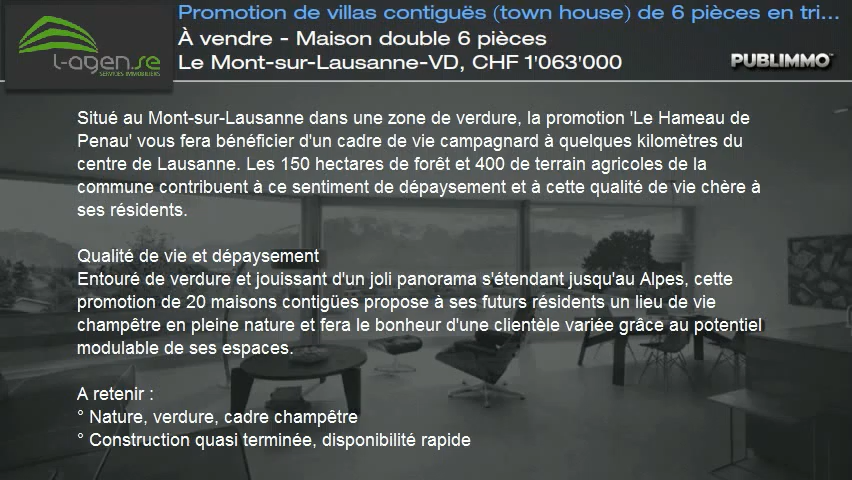 Promotion de villas contiguës (town house) de 6 pièces en tri...
À vendre - Maison double 6 pièces
Le Mont-sur-Lausanne-VD, CHF 1'063'000
l-agen.se
SERVICES IMMOBILIERS
PUBLIMMO™
Situé au Mont-sur-Lausanne dans une zone de verdure, la promotion 'Le Hameau de
Penau' vous fera bénéficier d'un cadre de vie campagnard à quelques kilomètres du
centre de Lausanne. Les 150 hectares de forêt et 400 de terrain agricoles de la
commune contribuent à ce sentiment de dépaysement et à cette qualité de vie chère à
ses résidents.
Qualité de vie et dépaysement
Entouré de verdure et jouissant d'un joli panorama s'étendant jusqu'au Alpes, cette
promotion de 20 maisons contigües propose à ses futurs résidents un lieu de vie
champêtre en pleine nature et fera le bonheur d'une clientèle variée grâce au potentiel
modulable de ses espaces.
A retenir :
° Nature, verdure, cadre champêtre
° Construction quasi terminée, disponibilité rapide